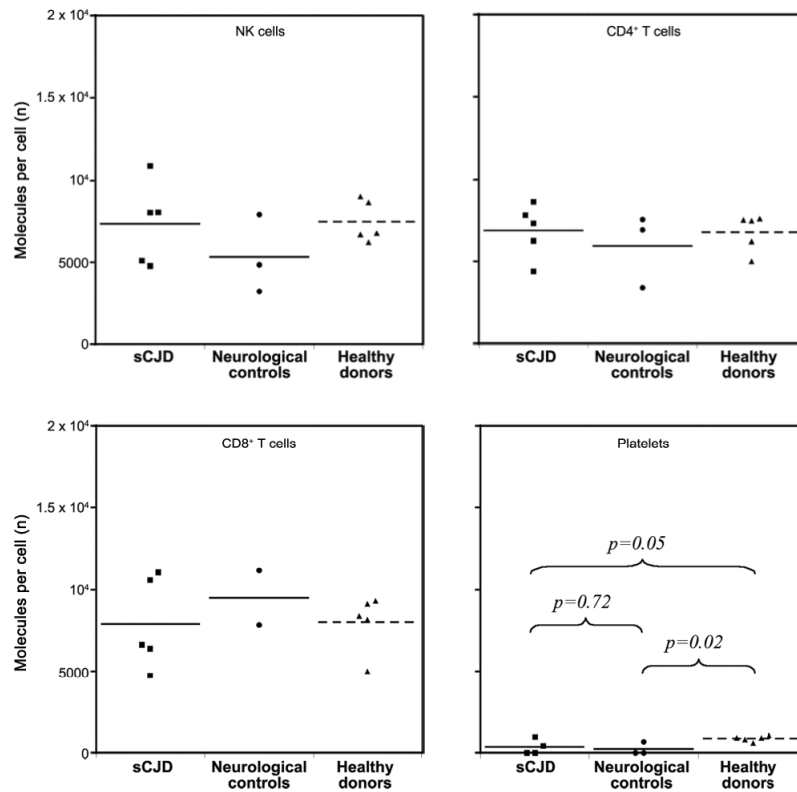 NK cells
CD4⁺ T cells
Molecules per cell (n)
2 x 10⁴
1.5 x 10⁴
10⁴
5000
0
sCJD
Neurological
controls
Healthy
donors
sCJD
Neurological
controls
Healthy
donors
CD8⁺ T cells
Platelets
Molecules per cell (n)
2 x 10⁴
1.5 x 10⁴
10⁴
5000
0
p=0.05
p=0.72
p=0.02
sCJD
Neurological
controls
Healthy
donors
sCJD
Neurological
controls
Healthy
donors